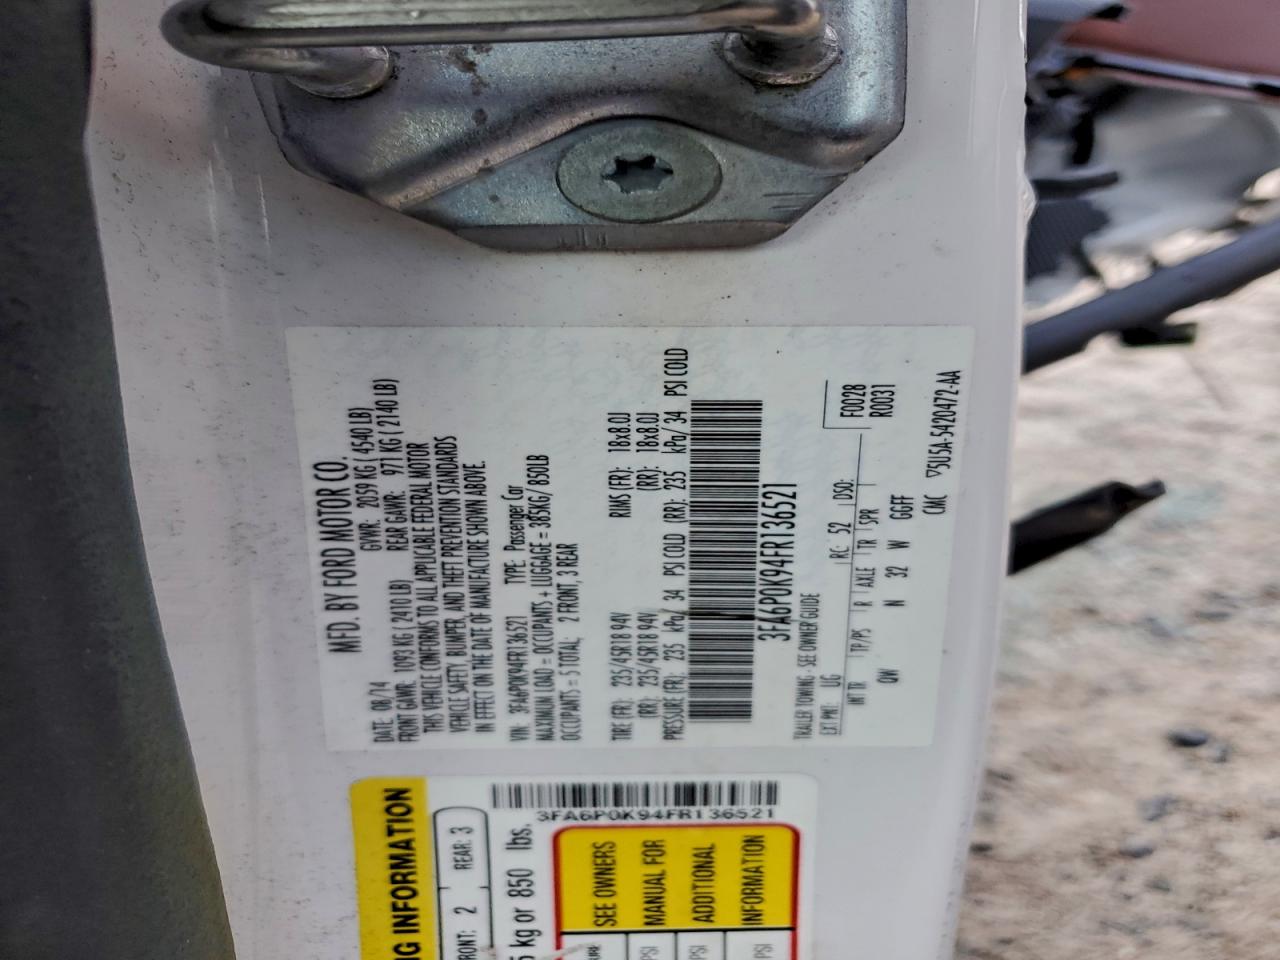 MFD. BY FORD MOTOR CO.
DATE: 08/14 GVWR: 2059 KG ( 4540 LB)
FRONT GAWR: 1093 KG ( 2410 LB) REAR GAWR: 971 KG ( 2140 LB)
THIS VEHICLE CONFORMS TO ALL APPLICABLE FEDERAL MOTOR
VEHICLE SAFETY, BUMPER, AND THEFT PREVENTION STANDARDS
IN EFFECT ON THE DATE OF MANUFACTURE SHOWN ABOVE.
VIN: 3FA6P0K94FR136521 TYPE: Passenger Car
MAXIMUM LOAD = OCCUPANTS + LUGGAGE = 385KG/ 850LB
OCCUPANTS = 5 TOTAL; 2 FRONT, 3 REAR
TIRE (FR): 235/45R18 94V RIMS (FR): 18x8.0J
(RR): 235/45R18 94V (RR): 18x8.0J
PRESSURE (FR): 235 kPa/ 34 PSI COLD (RR): 235 kPa/ 34 PSI COLD
3FA6P0K94FR136521
TRAILER TOWING - SEE OWNER GUIDE F0028
EXT PNT: UG RC: 52 DSO: R0031
INT TR TP/PS R AXLE TR SPR
OW N 32 W GGFF
CMC 5U5A-5420472-AA
3FA6P0K94FR136521
NG INFORMATION
FRONT: 2 REAR: 3
5 kg or 850 lbs.
SEE OWNERS
MANUAL FOR
ADDITIONAL
INFORMATION
URE
PSI
PSI
PSI